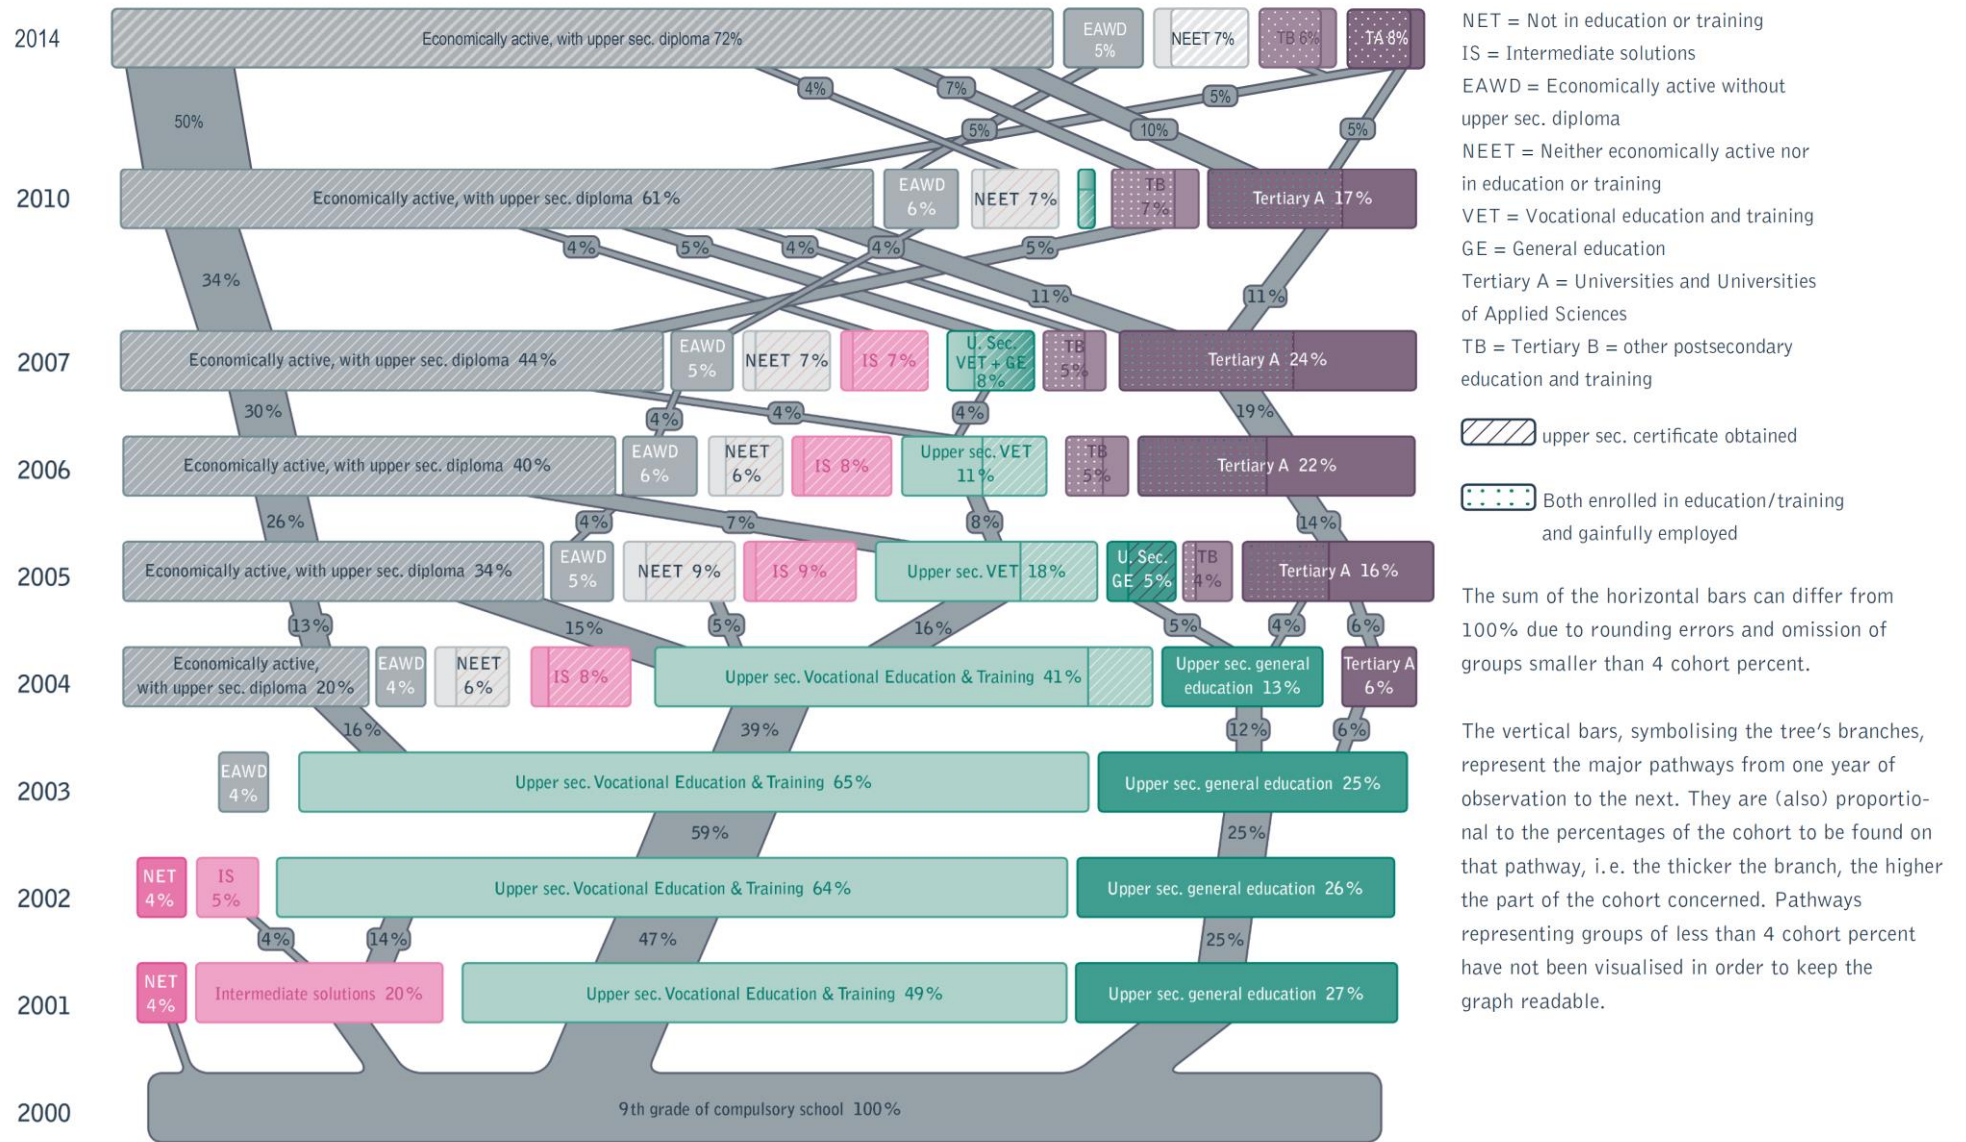 2014
Economically active, with upper sec. diploma 72%
EAWD
5%
NEET 7%
TB 6%
TA 8%
50%
4%
7%
5%
5%
10%
5%
2010
Economically active, with upper sec. diploma 61%
EAWD
6%
NEET 7%
TB
7%
Tertiary A 17%
34%
4%
5%
4%
4%
5%
11%
11%
2007
Economically active, with upper sec. diploma 44%
EAWD
5%
NEET 7%
IS 7%
U. Sec.
VET + GE
8%
TB
5%
Tertiary A 24%
30%
4%
4%
4%
19%
2006
Economically active, with upper sec. diploma 40%
EAWD
6%
NEET
6%
IS 8%
Upper sec. VET
11%
TB
5%
Tertiary A 22%
26%
4%
7%
8%
14%
2005
Economically active, with upper sec. diploma 34%
EAWD
5%
NEET 9%
IS 9%
Upper sec. VET 18%
U. Sec.
GE 5%
TB
4%
Tertiary A 16%
13%
15%
5%
16%
5%
4%
6%
2004
Economically active,
with upper sec. diploma 20%
EAWD
4%
NEET
6%
IS 8%
Upper sec. Vocational Education & Training 41%
Upper sec. general
education 13%
Tertiary A
6%
16%
39%
12%
6%
2003
EAWD
4%
Upper sec. Vocational Education & Training 65%
Upper sec. general education 25%
59%
25%
2002
NET
4%
IS
5%
Upper sec. Vocational Education & Training 64%
Upper sec. general education 26%
4%
14%
47%
25%
2001
NET
4%
Intermediate solutions 20%
Upper sec. Vocational Education & Training 49%
Upper sec. general education 27%
2000
9th grade of compulsory school 100%
NET = Not in education or training
IS = Intermediate solutions
EAWD = Economically active without
upper sec. diploma
NEET = Neither economically active nor
in education or training
VET = Vocational education and training
GE = General education
Tertiary A = Universities and Universities
of Applied Sciences
TB = Tertiary B = other postsecondary
education and training
upper sec. certificate obtained
Both enrolled in education/training
and gainfully employed
The sum of the horizontal bars can differ from
100% due to rounding errors and omission of
groups smaller than 4 cohort percent.
The vertical bars, symbolising the tree's branches,
represent the major pathways from one year of
observation to the next. They are (also) proportio-
nal to the percentages of the cohort to be found on
that pathway, i.e. the thicker the branch, the higher
the part of the cohort concerned. Pathways
representing groups of less than 4 cohort percent
have not been visualised in order to keep the
graph readable.